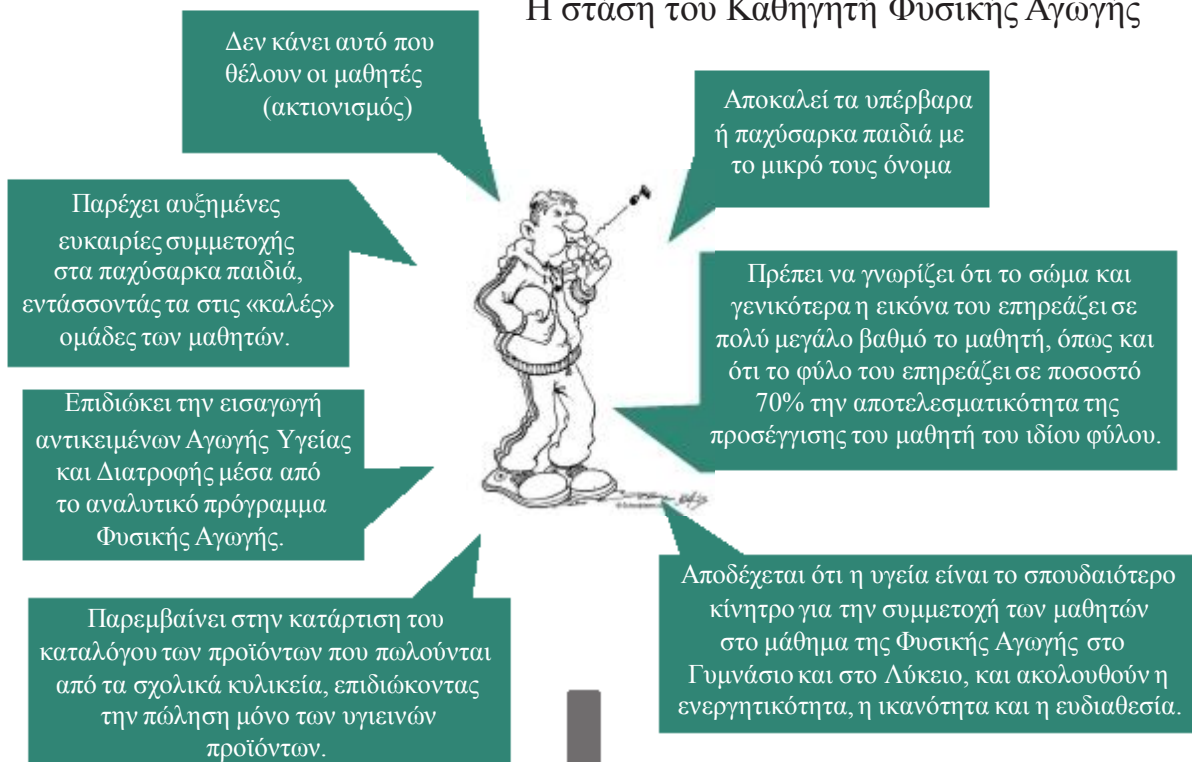 Η στάση του Καθηγητή Φυσικής Αγωγής
Δεν κάνει αυτό που
θέλουν οι μαθητές
(ακτιονισμός)
Αποκαλεί τα υπέρβαρα
ή παχύσαρκα παιδιά με
το μικρό τους όνομα
Παρέχει αυξημένες
ευκαιρίες συμμετοχής
στα παχύσαρκα παιδιά,
εντάσσοντάς τα στις «καλές»
ομάδες των μαθητών.
Πρέπει να γνωρίζει ότι το σώμα και
γενικότερα η εικόνα του επηρεάζει σε
πολύ μεγάλο βαθμό το μαθητή, όπως και
ότι το φύλο του επηρεάζει σε ποσοστό
70% την αποτελεσματικότητα της
προσέγγισης του μαθητή του ιδίου φύλου.
Επιδιώκει την εισαγωγή
αντικειμένων Αγωγής Υγείας
και Διατροφής μέσα από
το αναλυτικό πρόγραμμα
Φυσικής Αγωγής.
Αποδέχεται ότι η υγεία είναι το σπουδαιότερο
κίνητρο για την συμμετοχή των μαθητών
στο μάθημα της Φυσικής Αγωγής στο
Γυμνάσιο και στο Λύκειο, και ακολουθούν η
ενεργητικότητα, η ικανότητα και η ευδιαθεσία.
Παρεμβαίνει στην κατάρτιση του
καταλόγου των προϊόντων που πωλούνται
από τα σχολικά κυλικεία, επιδιώκοντας
την πώληση μόνο των υγιεινών
προϊόντων.